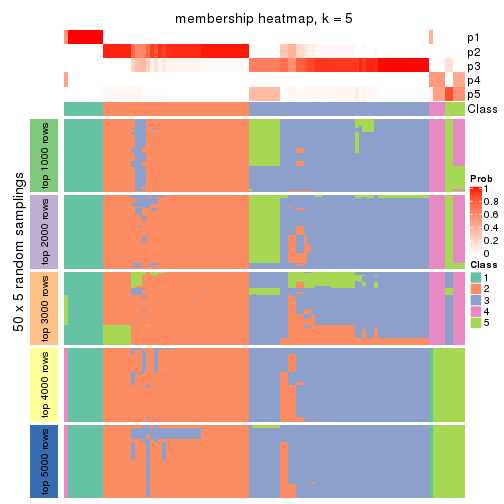 membership heatmap, k = 5
p1
p2
p3
p4
p5
Class
50 x 5 random samplings
top 1000 rows
top 2000 rows
top 3000 rows
top 4000 rows
top 5000 rows
Prob
1
0.8
0.6
0.4
0.2
0
Class
1
2
3
4
5